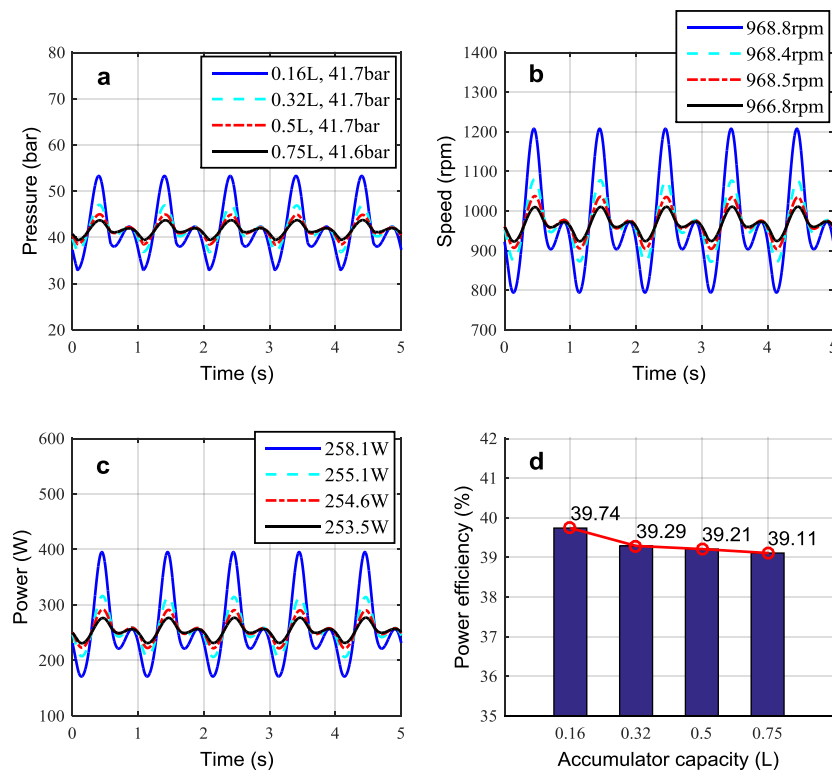 a
80
70
60
50
40
30
20
Pressure (bar)
0.16L, 41.7bar
0.32L, 41.7bar
0.5L, 41.7bar
0.75L, 41.6bar
0 1 2 3 4 5
Time (s)
b
1400
1300
1200
1100
1000
900
800
700
Speed (rpm)
968.8rpm
968.4rpm
968.5rpm
966.8rpm
0 1 2 3 4 5
Time (s)
c
600
500
400
300
200
100
Power (W)
258.1W
255.1W
254.6W
253.5W
0 1 2 3 4 5
Time (s)
d
42
41
40
39
38
37
36
35
Power efficiency (%)
39.74
39.29
39.21
39.11
0.16 0.32 0.5 0.75
Accumulator capacity (L)